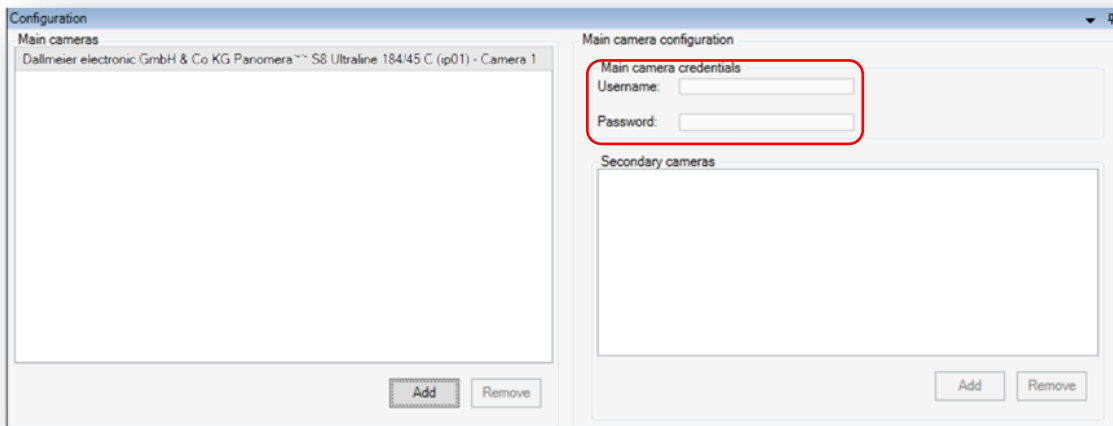 Configuration
Main cameras
Dallmeier electronic GmbH & Co KG Panomera~~ S8 Ultraline 184/45 C (ip01) - Camera 1
Add
Remove
Main camera configuration
Main camera credentials
Username:
Password:
Secondary cameras
Add
Remove